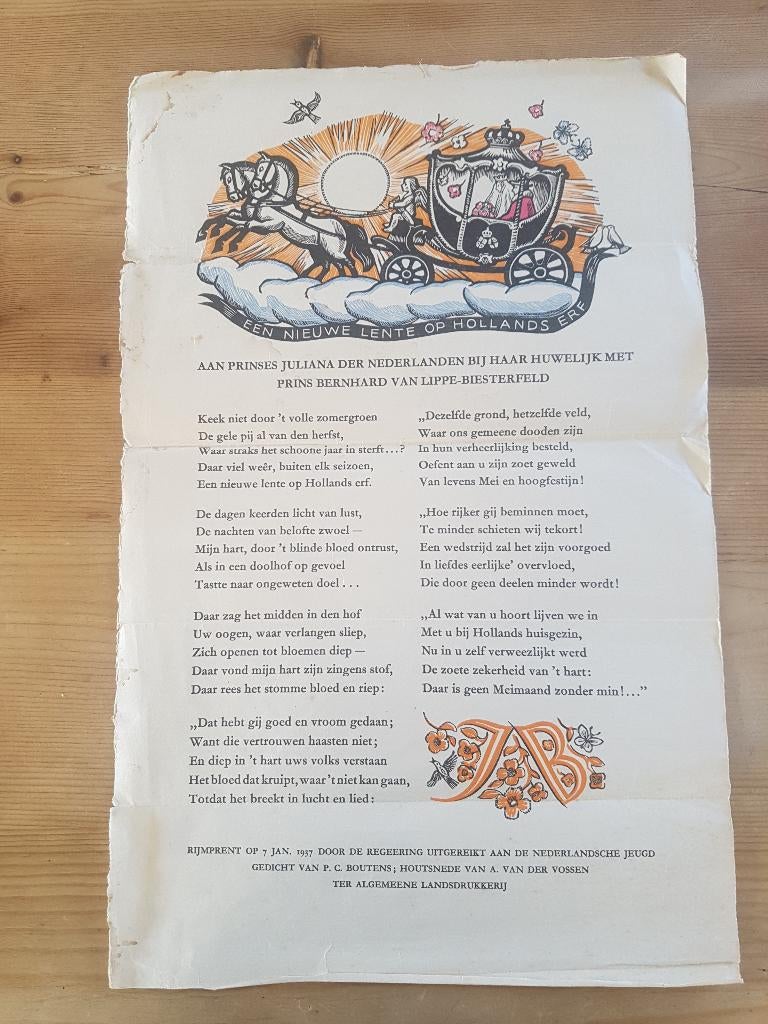 EEN NIEUWE LENTE OP HOLLANDS ERF
AAN PRINSES JULIANA DER NEDERLANDEN BIJ HAAR HUWELIJK MET
PRINS BERNHARD VAN LIPPE-BIESTERFELD
Keek niet door 't volle zomergroen
De gele pij al van den herfst,
Waar straks het schoone jaar in sterft...?
Daar viel weêr, buiten elk seizoen,
Een nieuwe lente op Hollands erf.
De dagen keerden licht van lust,
De nachten van belofte zwoel —
Mijn hart, door 't blinde bloed ontrust,
Als in een doolhof op gevoel
Tastte naar ongeweten doel...
Daar zag het midden in den hof
Uw oogen, waar verlangen sliep,
Zich openen tot bloemen diep —
Daar vond mijn hart zijn zingens stof,
Daar rees het stomme bloed en riep:
„Dat hebt gij goed en vroom gedaan;
Want die vertrouwen haasten niet;
En diep in 't hart uws volks verstaan
Het bloed dat kruipt, waar 't niet kan gaan,
Totdat het breekt in lucht en lied:
„Dezelfde grond, hetzelfde veld,
Waar ons gemeene dooden zijn
In hun verheerlijking besteld,
Oefent aan u zijn zoet geweld
Van levens Mei en hoogfestijn!
„Hoe rijker gij beminnen moet,
Te minder schieten wij tekort!
Een wedstrijd zal het zijn voorgoed
In liefdes eerlijke' overvloed,
Die door geen deelen minder wordt!
„Al wat van u hoort lijven we in
Met u bij Hollands huisgezin,
Nu in u zelf verwezlijkt werd
De zoete zekerheid van 't hart:
Daar is geen Meimaand zonder min!..."
JAB
RIJMPRENT OP 7 JAN. 1937 DOOR DE REGEERING UITGEREIKT AAN DE NEDERLANDSCHE JEUGD
GEDICHT VAN P. C. BOUTENS; HOUTSNEDE VAN A. VAN DER VOSSEN
TER ALGEMEENE LANDSDRUKKERIJ